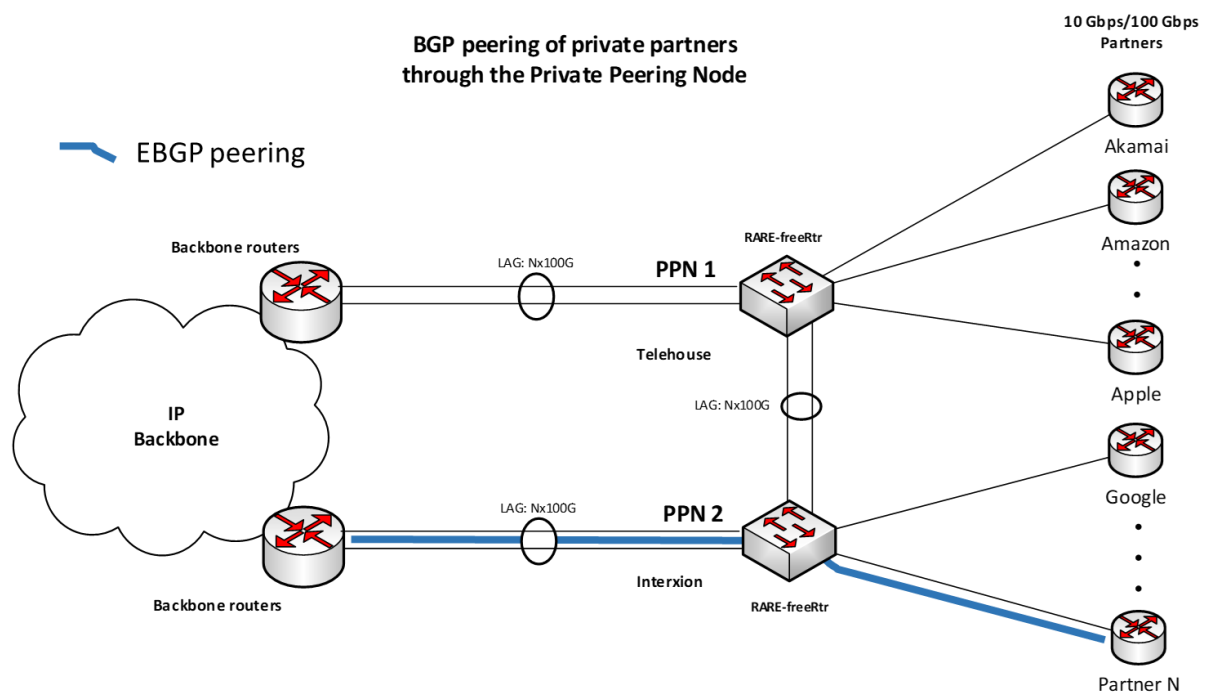 10 Gbps/100 Gbps
Partners
BGP peering of private partners
through the Private Peering Node
EBGP peering
Akamai
Backbone routers
RARE-freeRtr
Amazon
LAG: Nx100G
PPN 1
Telehouse
Apple
LAG: Nx100G
IP
Backbone
Google
LAG: Nx100G
PPN 2
Interxion
Backbone routers
RARE-freeRtr
Partner N